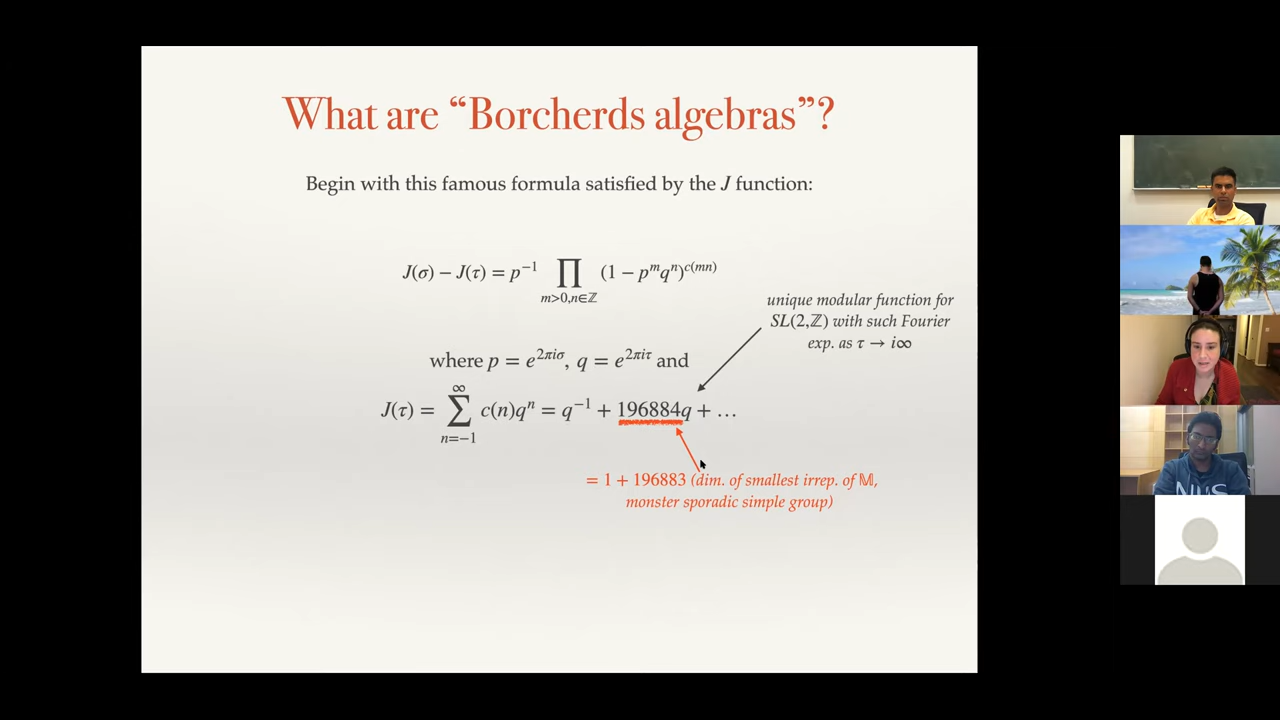 What are “Borcherds algebras”?
Begin with this famous formula satisfied by the J function:
J(σ) − J(τ) = p⁻¹ ∏ (1 − pᵐqⁿ)ᶜ⁽ᵐⁿ⁾
m>0,n∈ℤ
unique modular function for
SL(2,ℤ) with such Fourier
exp. as τ → i∞
where p = e^{2πiσ}, q = e^{2πiτ} and
J(τ) = ∑_{n=−1}^{∞} c(n)qⁿ = q⁻¹ + 196884q + …
= 1 + 196883 (dim. of smallest irrep. of 𝕄,
monster sporadic simple group)
NUS